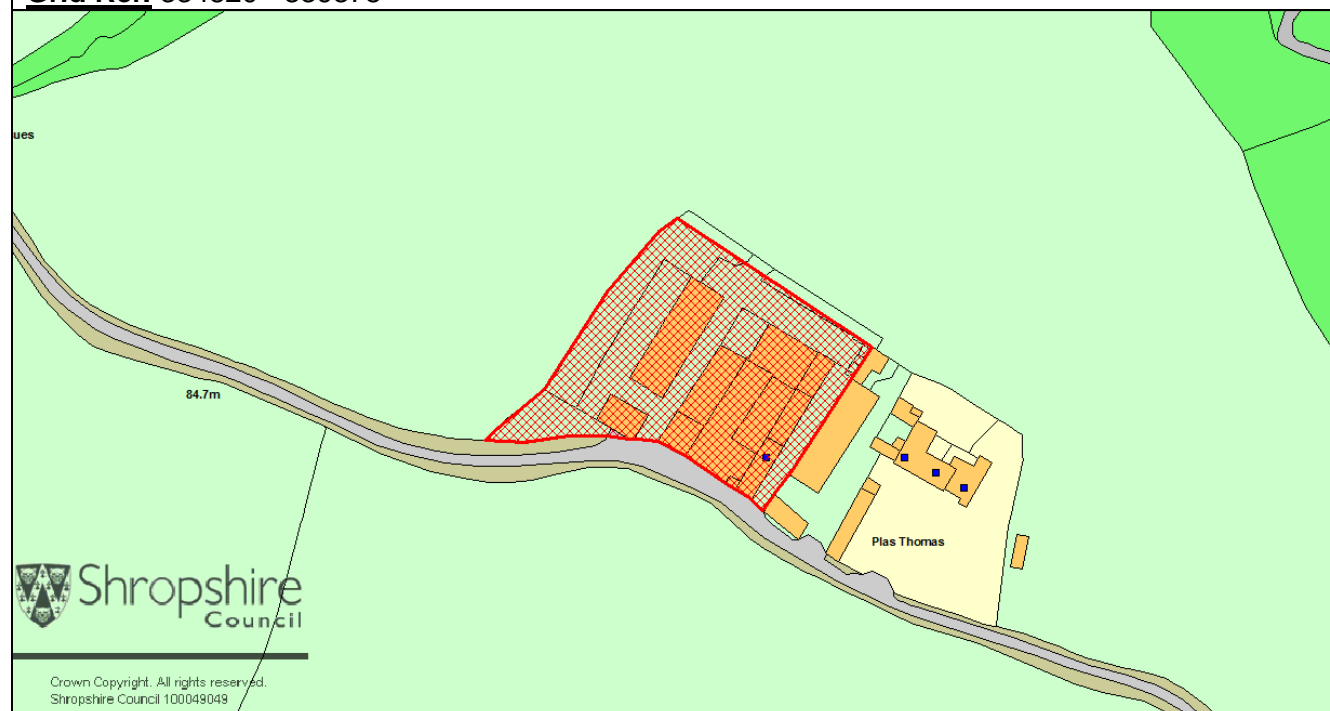 ues
84.7m
Plas Thomas
Shropshire
Council
Crown Copyright. All rights reserved.
Shropshire Council 100049049